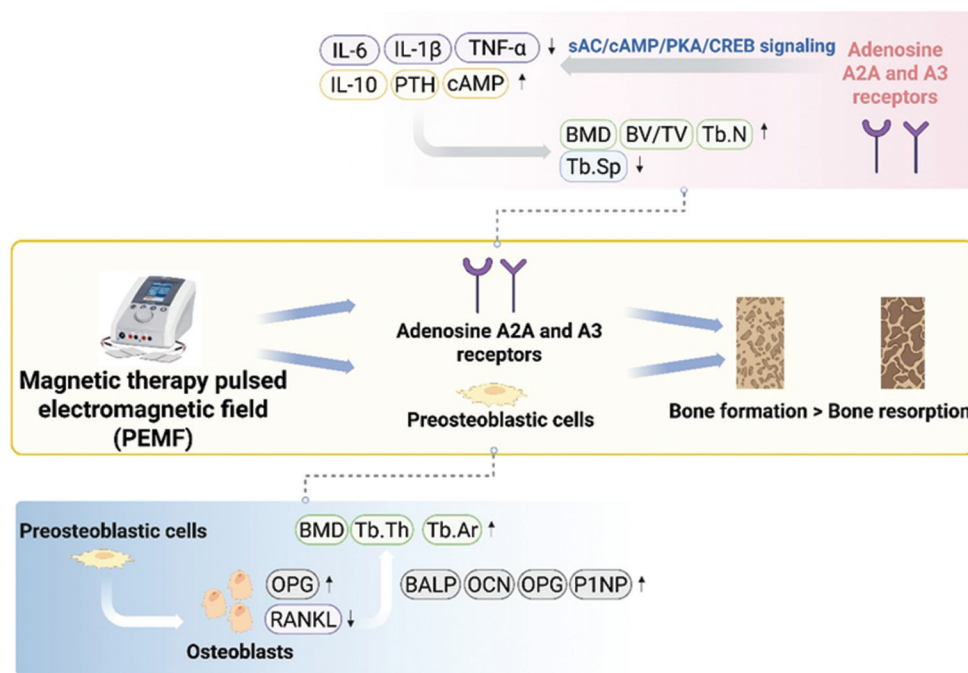 IL-6 IL-1β TNF-α ↓
sAC/cAMP/PKA/CREB signaling
Adenosine
A2A and A3
receptors
IL-10 PTH cAMP ↑
BMD BV/TV Tb.N ↑
Tb.Sp ↓
Adenosine A2A and A3
receptors
Magnetic therapy pulsed
electromagnetic field
(PEMF)
Preosteoblastic cells
Bone formation > Bone resorption
Preosteoblastic cells
BMD Tb.Th Tb.Ar ↑
OPG ↑
RANKL ↓
BALP OCN OPG P1NP ↑
Osteoblasts